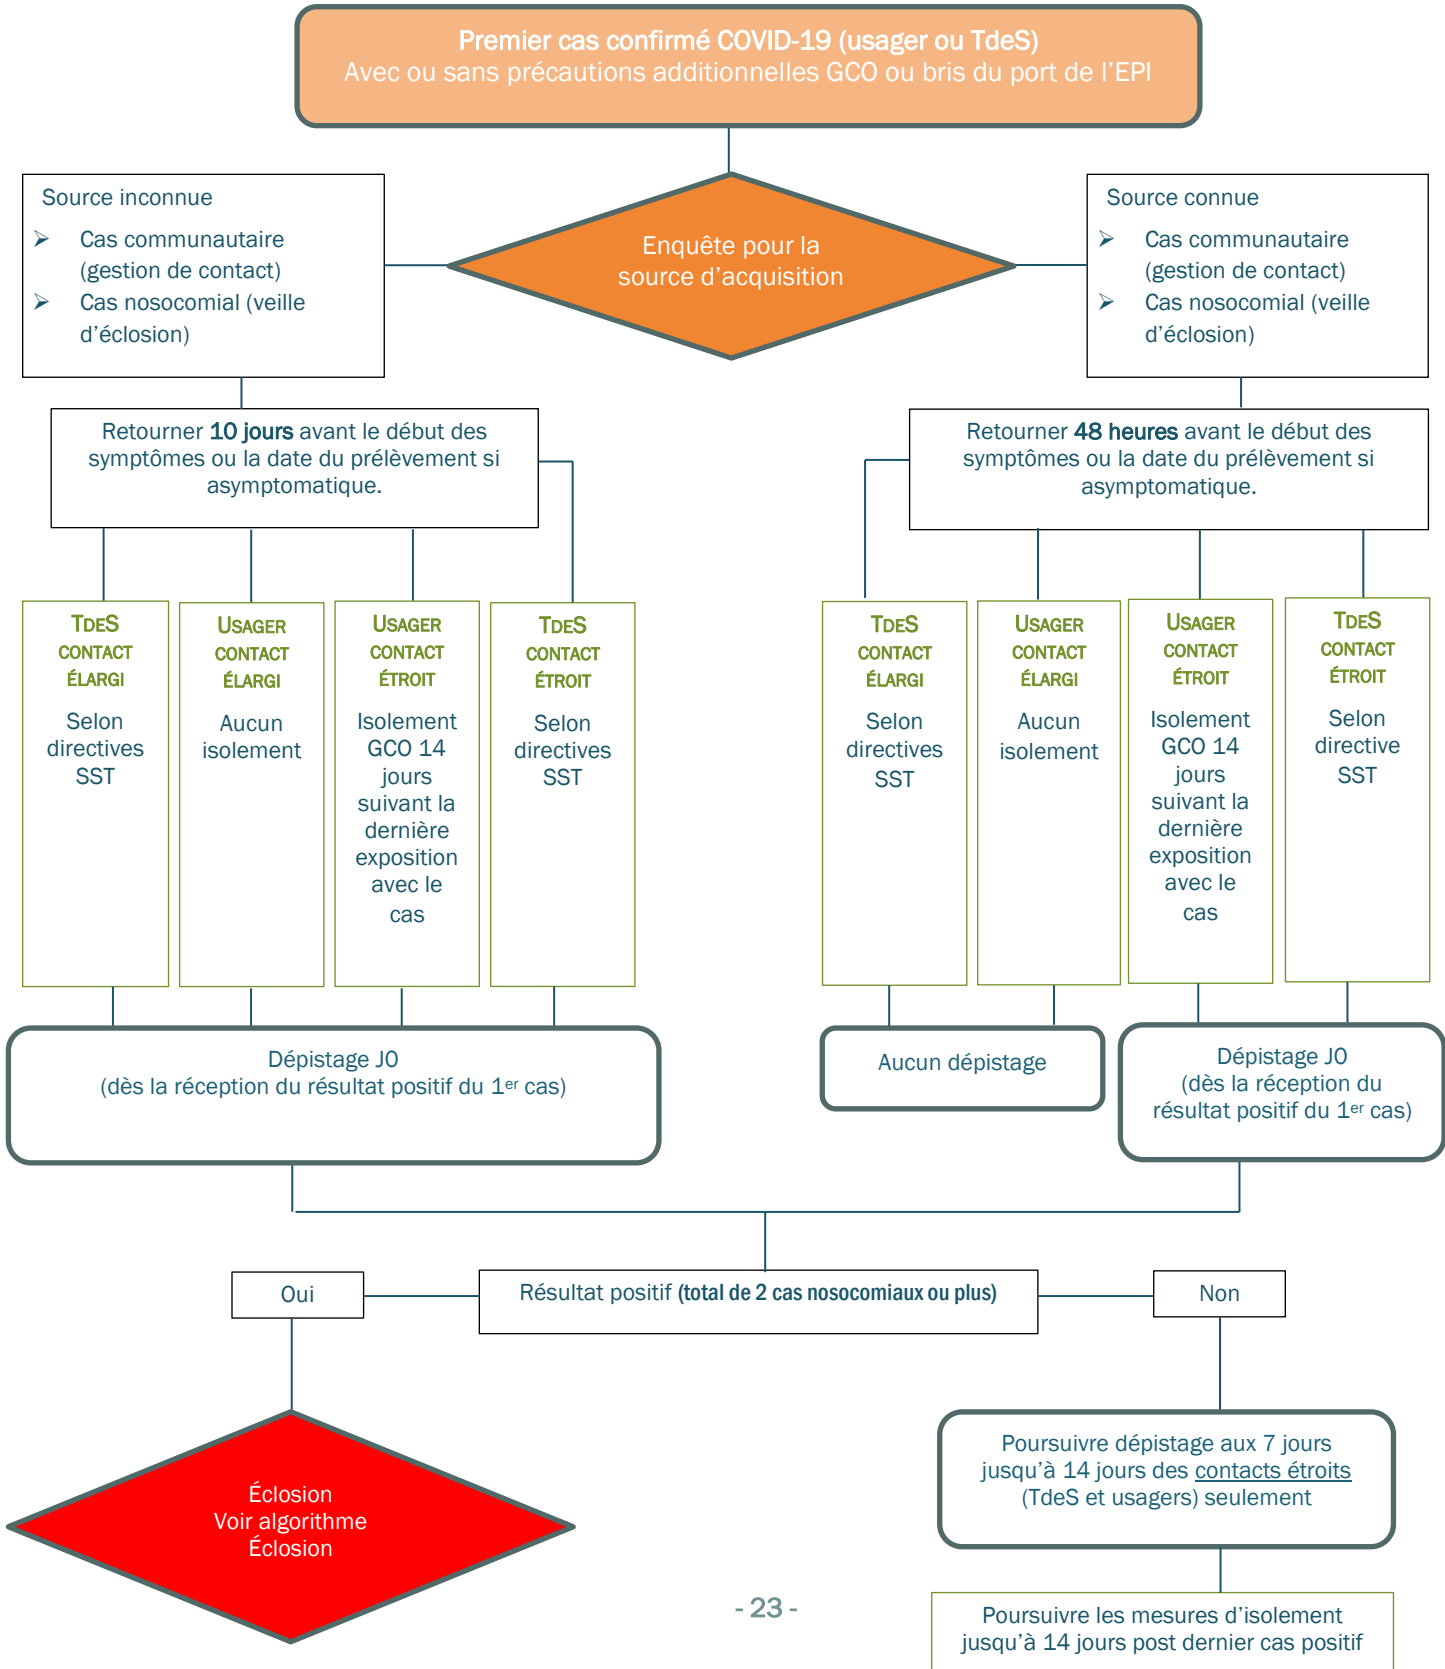 Premier cas confirmé COVID-19 (usager ou TdeS)
Avec ou sans précautions additionnelles GCO ou bris du port de l'EPI
Source inconnue
➢ Cas communautaire
(gestion de contact)
➢ Cas nosocomial (veille
d'éclosion)
Enquête pour la
source d'acquisition
Source connue
➢ Cas communautaire
(gestion de contact)
➢ Cas nosocomial (veille
d'éclosion)
Retourner 10 jours avant le début des
symptômes ou la date du prélèvement si
asymptomatique.
Retourner 48 heures avant le début des
symptômes ou la date du prélèvement si
asymptomatique.
TDES
CONTACT
ÉLARGI
Selon
directives
SST
USAGER
CONTACT
ÉLARGI
Aucun
isolement
USAGER
CONTACT
ÉTROIT
Isolement
GCO 14
jours
suivant la
dernière
exposition
avec le
cas
TDES
CONTACT
ÉTROIT
Selon
directives
SST
TDES
CONTACT
ÉLARGI
Selon
directives
SST
USAGER
CONTACT
ÉLARGI
Aucun
isolement
USAGER
CONTACT
ÉTROIT
Isolement
GCO 14
jours
suivant la
dernière
exposition
avec le
cas
TDES
CONTACT
ÉTROIT
Selon
directive
SST
Dépistage J0
(dès la réception du résultat positif du 1er cas)
Aucun dépistage
Dépistage J0
(dès la réception du
résultat positif du 1er cas)
Oui
Résultat positif (total de 2 cas nosocomiaux ou plus)
Non
Éclosion
Voir algorithme
Éclosion
Poursuivre dépistage aux 7 jours
jusqu'à 14 jours des contacts étroits
(TdeS et usagers) seulement
Poursuivre les mesures d'isolement
jusqu'à 14 jours post dernier cas positif
- 23 -